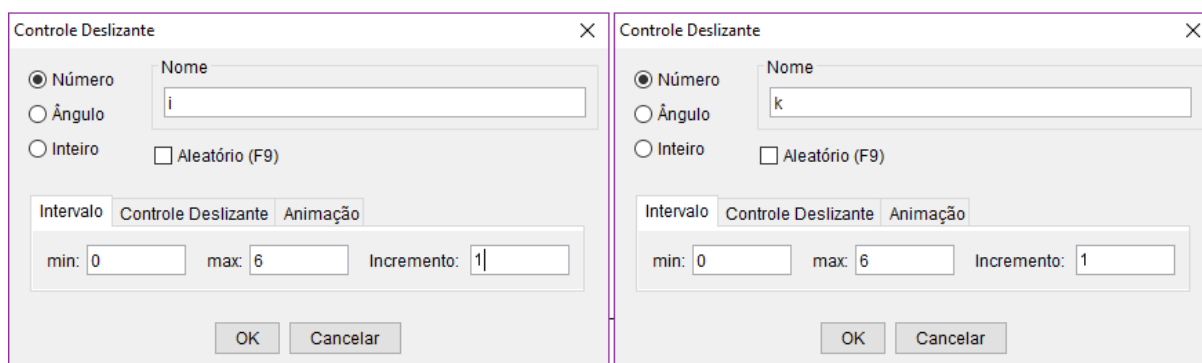 Controle Deslizante
Número
Ângulo
Inteiro
Nome
i
Aleatório (F9)
Intervalo Controle Deslizante Animação
min: 0 max: 6 Incremento: 1
OK Cancelar
Controle Deslizante
Número
Ângulo
Inteiro
Nome
k
Aleatório (F9)
Intervalo Controle Deslizante Animação
min: 0 max: 6 Incremento: 1
OK Cancelar